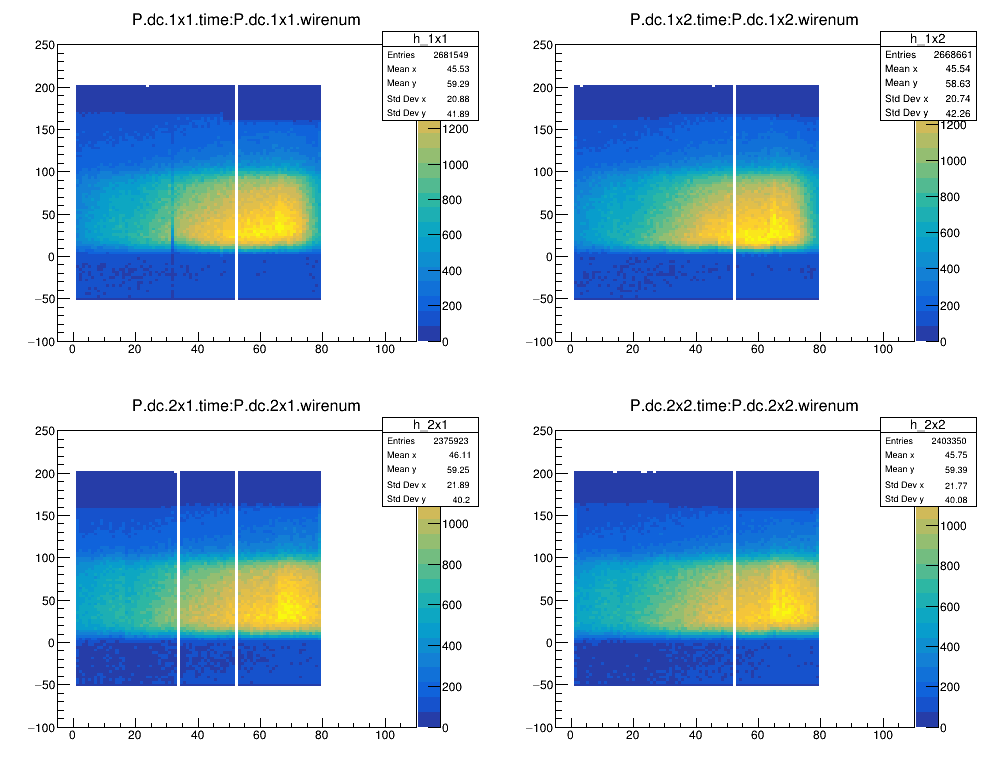 P.dc.1x1.time:P.dc.1x1.wirenum
h_1x1
Entries 2681549
Mean x 45.53
Mean y 59.29
Std Dev x 20.88
Std Dev y 41.89
250
200
150
100
50
0
−50
−100
0 20 40 60 80 100
1200
1000
800
600
400
200
0
P.dc.1x2.time:P.dc.1x2.wirenum
h_1x2
Entries 2668661
Mean x 45.54
Mean y 58.63
Std Dev x 20.74
Std Dev y 42.26
250
200
150
100
50
0
−50
−100
0 20 40 60 80 100
1200
1000
800
600
400
200
0
P.dc.2x1.time:P.dc.2x1.wirenum
h_2x1
Entries 2375923
Mean x 46.11
Mean y 59.25
Std Dev x 21.89
Std Dev y 40.2
250
200
150
100
50
0
−50
−100
0 20 40 60 80 100
1000
800
600
400
200
0
P.dc.2x2.time:P.dc.2x2.wirenum
h_2x2
Entries 2403350
Mean x 45.75
Mean y 59.39
Std Dev x 21.77
Std Dev y 40.08
250
200
150
100
50
0
−50
−100
0 20 40 60 80 100
1000
800
600
400
200
0